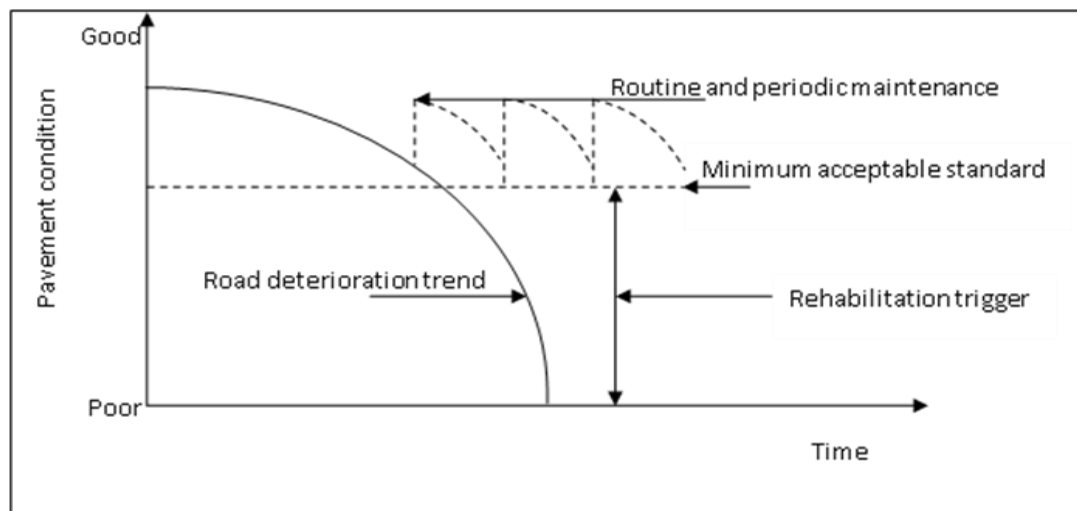 Good
Routine and periodic maintenance
Minimum acceptable standard
Pavement condition
Road deterioration trend
Rehabilitation trigger
Poor
Time